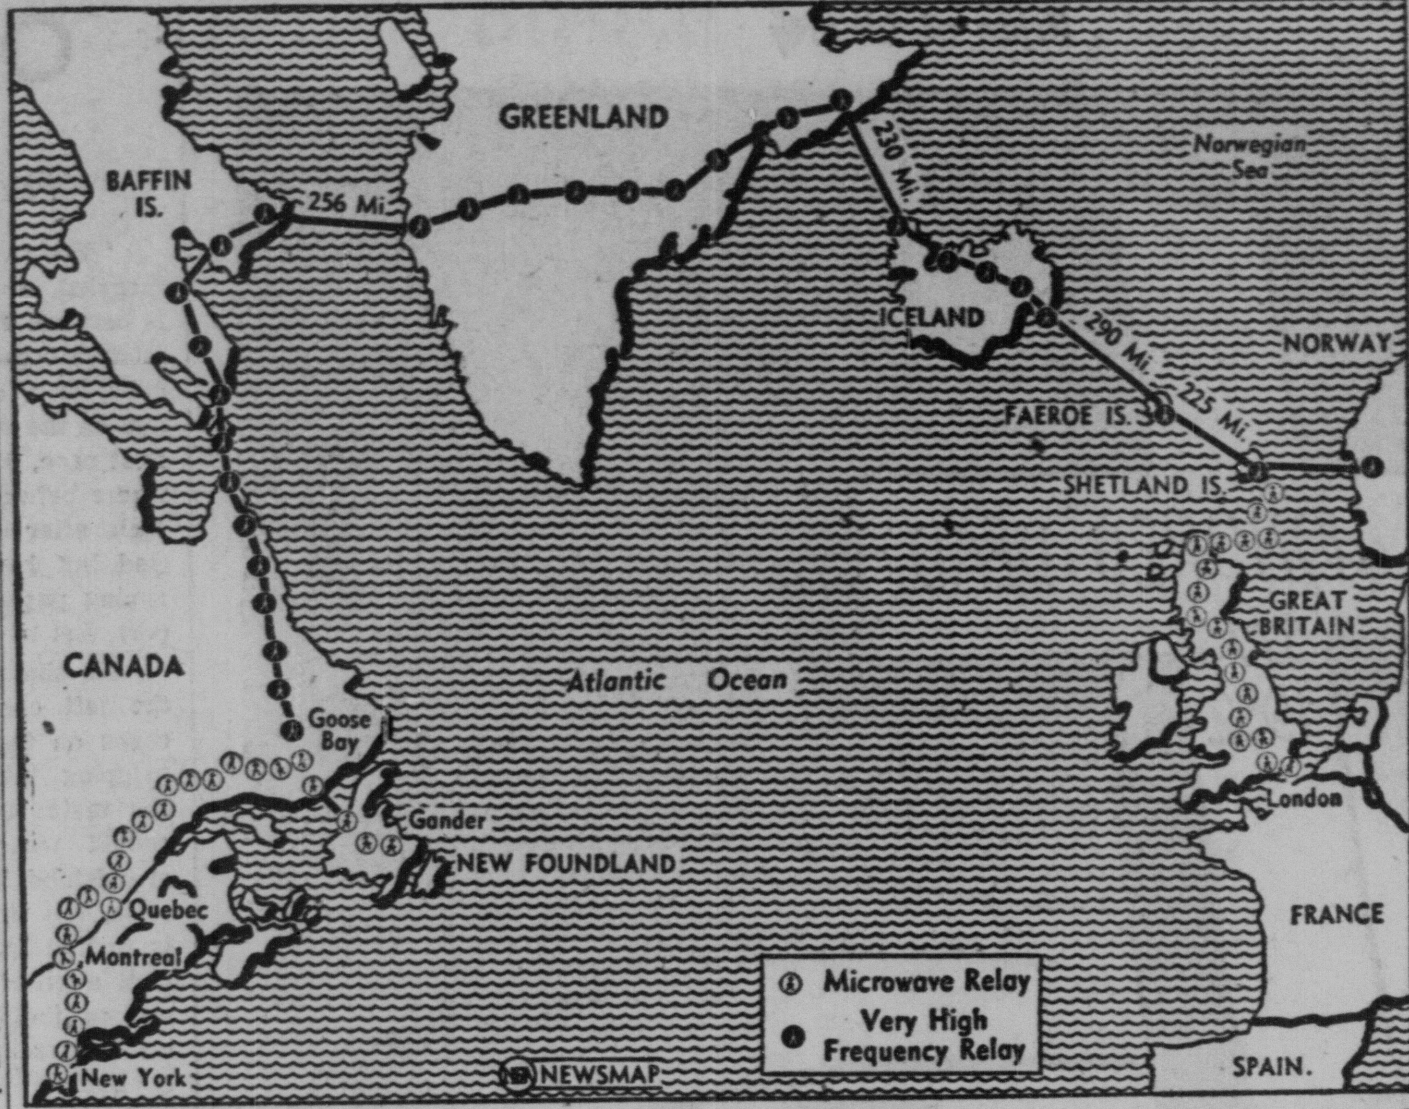 GREENLAND
Norwegian
Sea
BAFFIN
IS.
256 Mi.
230 Mi.
ICELAND
290 Mi.
225 Mi.
NORWAY
FAEROE IS.
SHETLAND IS.
GREAT
BRITAIN
CANADA
Atlantic Ocean
Goose
Bay
Gander
NEW FOUNDLAND
London
Quebec
Montreal
FRANCE
Microwave Relay
Very High
Frequency Relay
New York
NEWSMAP
SPAIN.